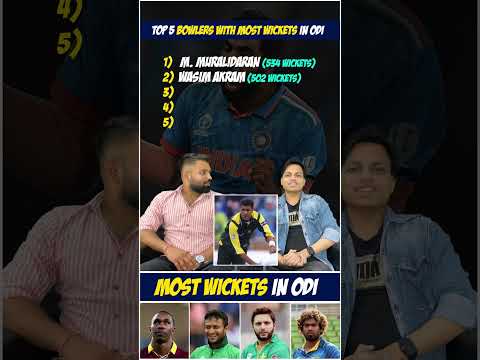 TOP 5 BOWLERS WITH MOST WICKETS IN ODI
1) M. MURALIDARAN (534 WICKETS)
2) WASIM AKRAM (502 WICKETS)
3)
4)
5)
MOST WICKETS IN ODI